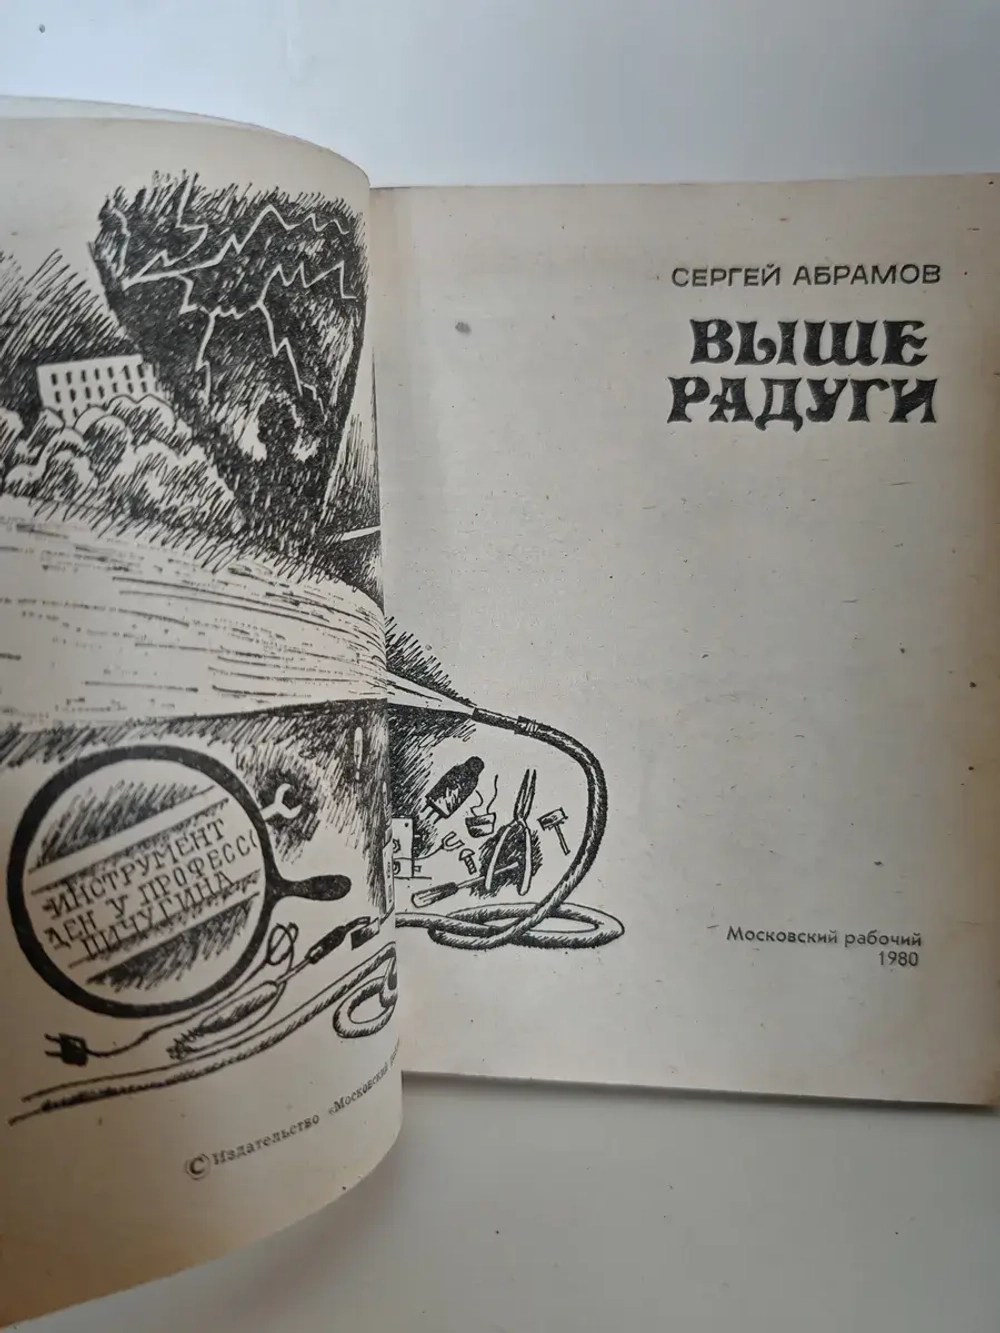 ИНСТРУМЕНТ
ДЕН У ПРОФЕСС
ПИЧУГИНА
© Издательство «Московский
СЕРГЕЙ АБРАМОВ
ВЫШЕ
РАДУГИ
Московский рабочий
1980